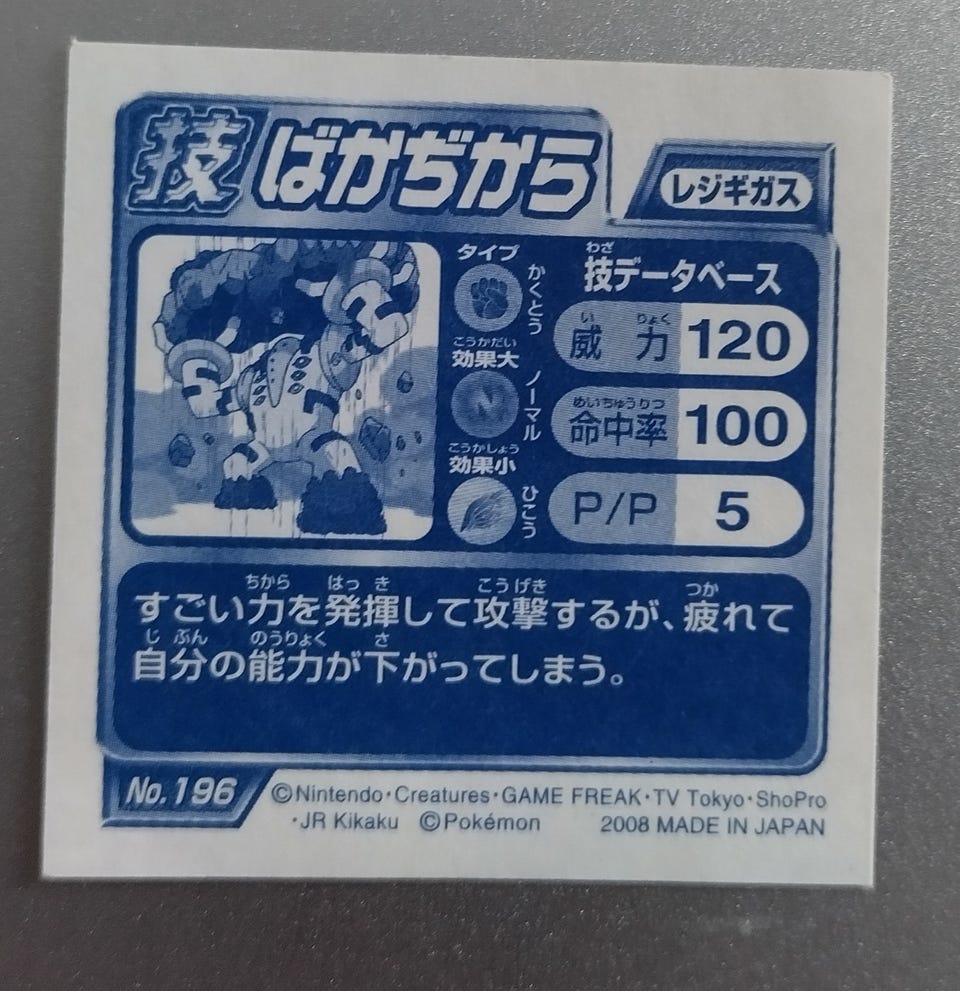 技 ばかぢから
レジギガス
タイプ
かくとう
こうかだい
効果大
ノーマル
こうかしょう
効果小
ひこう
わざ
技データベース
い りょく
威力 120
めいちゅうりつ
命中率 100
P/P 5
ちから はっき こうげき つか
すごい力を発揮して攻撃するが、疲れて
じぶん のうりょく さ
自分の能力が下がってしまう。
No.196
©Nintendo・Creatures・GAME FREAK・TV Tokyo・ShoPro
・JR Kikaku ©Pokémon 2008 MADE IN JAPAN